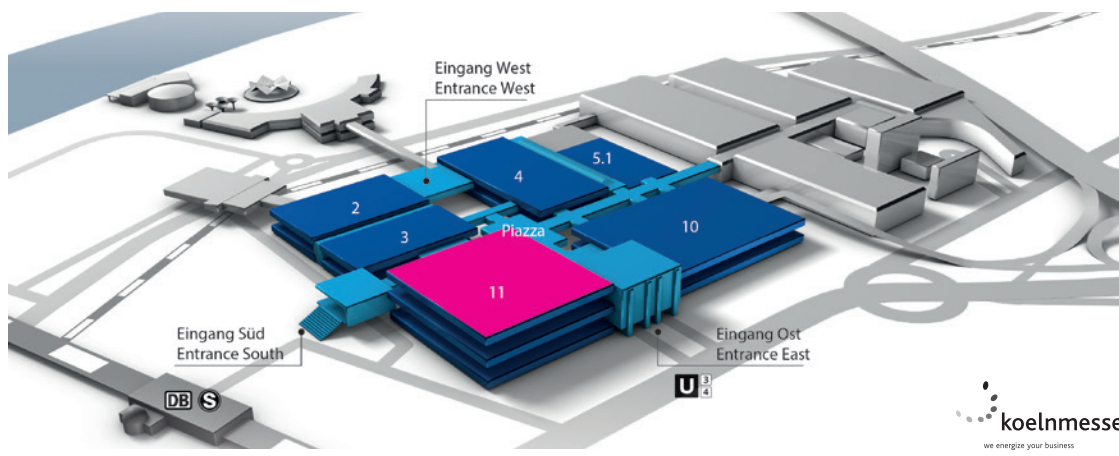 Eingang West
Entrance West
5.1
4
2
3
Piazza
10
11
Eingang Süd
Entrance South
Eingang Ost
Entrance East
DB
S
U
3
4
koelnmesse
we energize your business